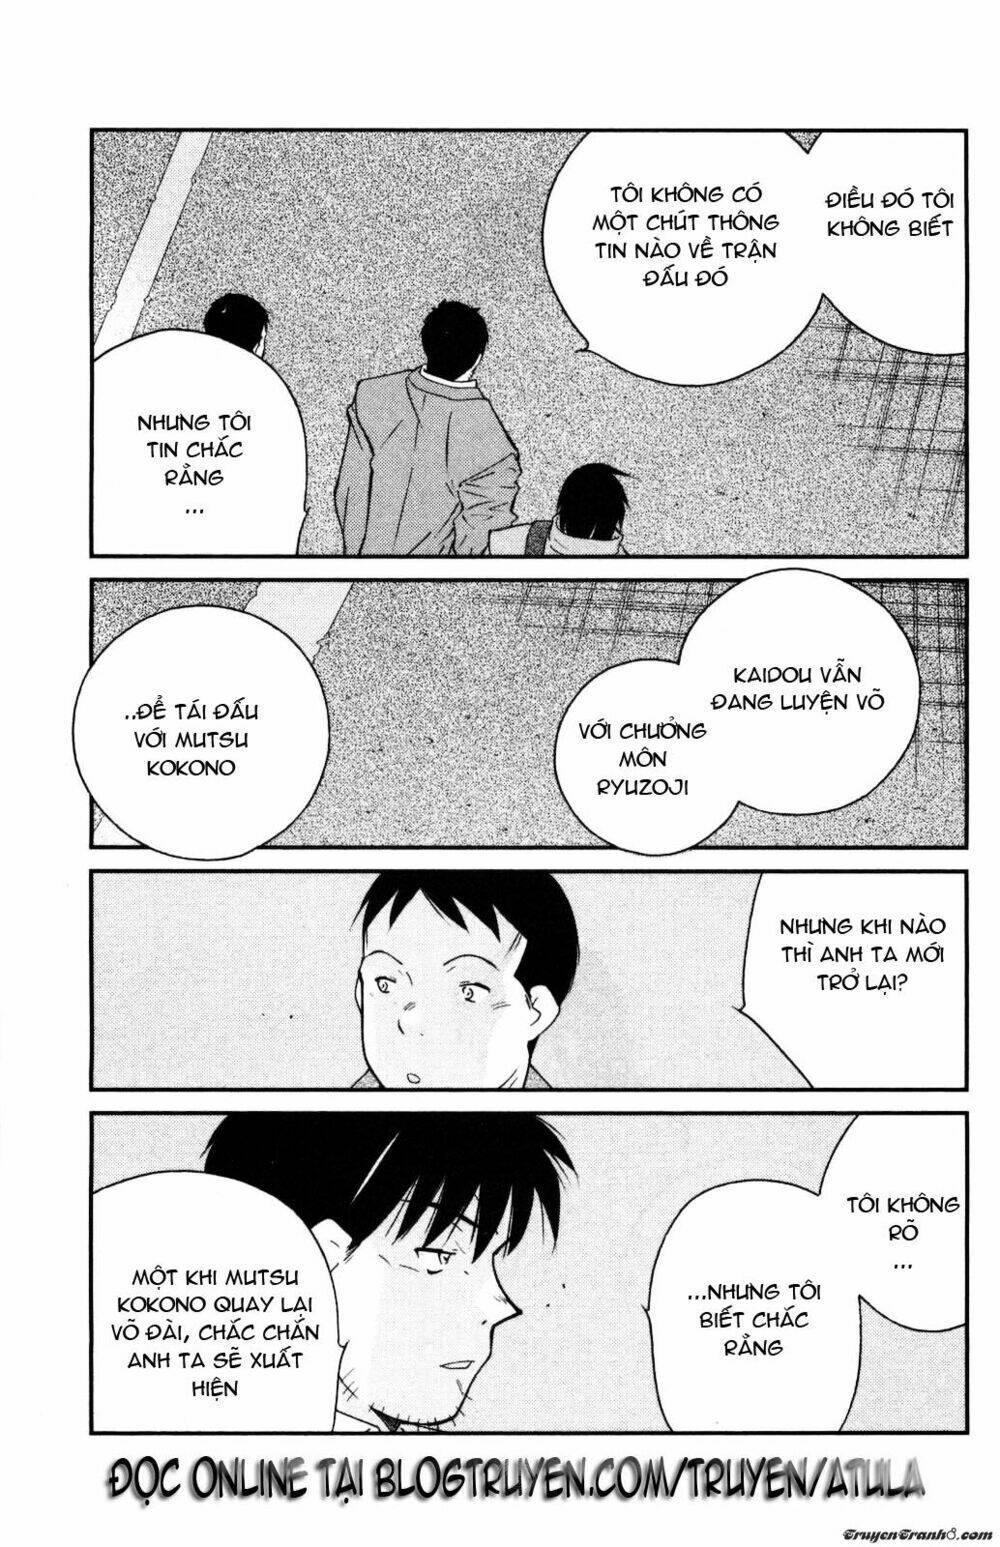 ĐIỀU ĐÓ TÔI
KHÔNG BIẾT
TÔI KHÔNG CÓ
MỘT CHÚT THÔNG
TIN NÀO VỀ TRẬN
ĐẤU ĐÓ
NHƯNG TÔI
TIN CHẮC
RẰNG
...
KAIDOU VẪN
ĐANG LUYỆN VÕ
VỚI CHƯỞNG
MÔN
RYUZOJI
..ĐỂ TÁI ĐẤU
VỚI MUTSU
KOKONO
NHƯNG KHI NÀO
THÌ ANH TA MỚI
TRỞ LẠI?
TÔI KHÔNG
RÕ
...
...NHƯNG TÔI
BIẾT CHẮC
RẰNG
MỘT KHI MUTSU
KOKONO QUAY LẠI
VÕ ĐÀI, CHẮC CHẮN
ANH TA SẼ XUẤT
HIỆN
ĐỌC ONLINE TẠI BLOGTRUYEN.COM/TRUYEN/ATULA
TruyenTranh8.com